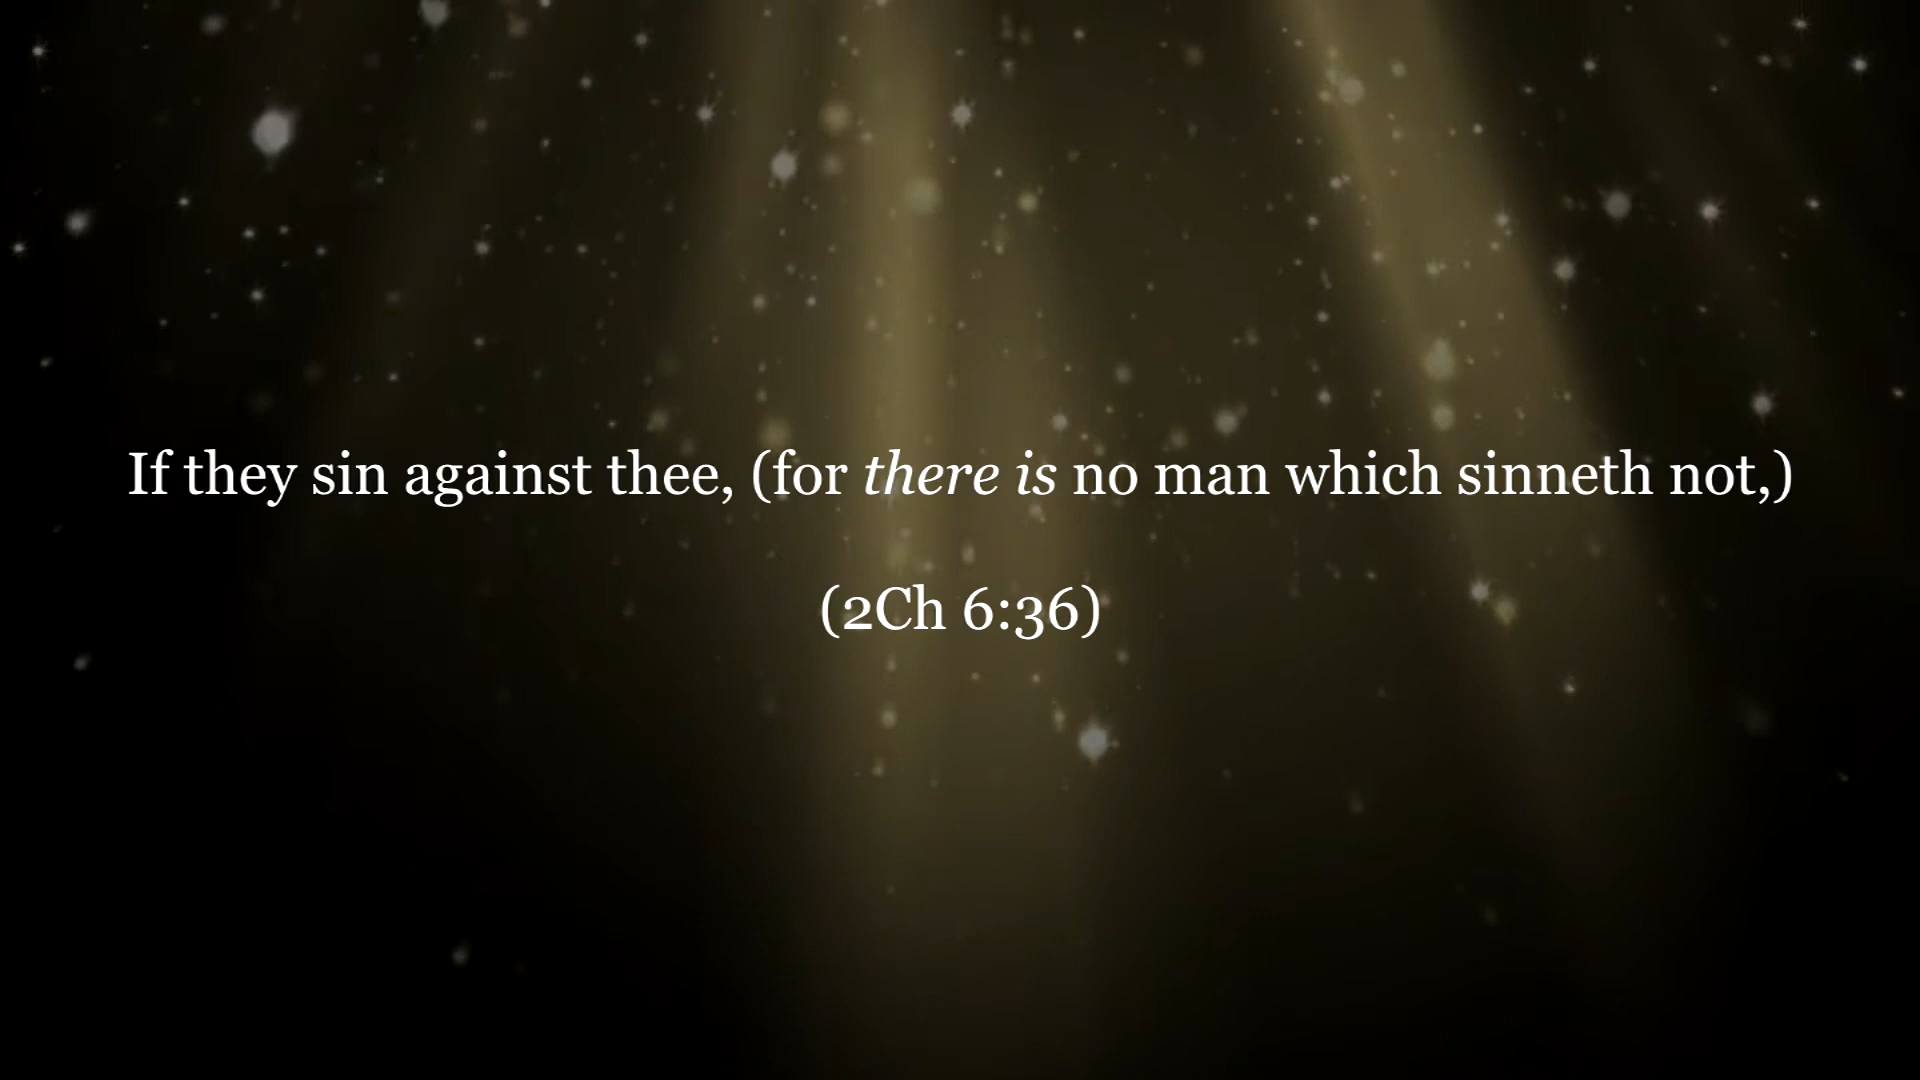 If they sin against thee, (for there is no man which sinneth not,)
(2Ch 6:36)